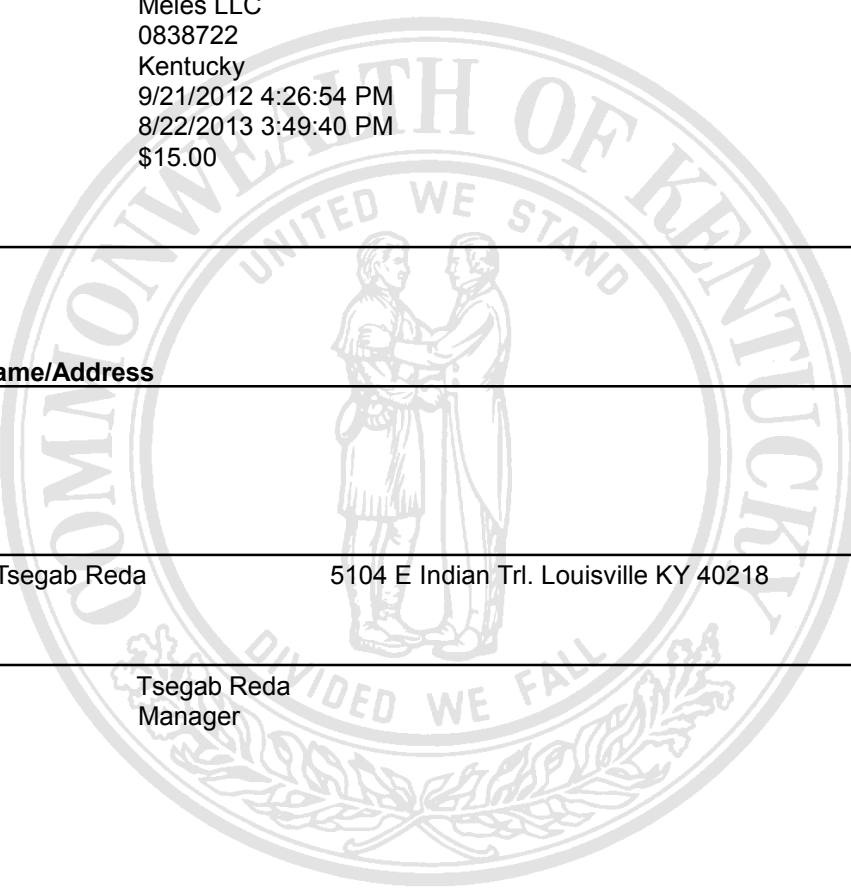 Meles LLC
0838722
Kentucky
9/21/2012 4:26:54 PM
8/22/2013 3:49:40 PM
$15.00
COMMONWEALTH OF KENTUCKY
UNITED WE STAND
ame/Address
Tsegab Reda 5104 E Indian Trl. Louisville KY 40218
DIVIDED WE FALL
Tsegab Reda
Manager